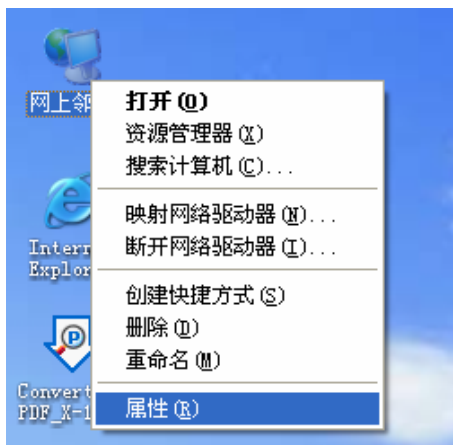 网上邻
打开(O)
资源管理器(X)
搜索计算机(C)...
映射网络驱动器(N)...
断开网络驱动器(I)...
Intern
Explor
创建快捷方式(S)
删除(D)
重命名(M)
Convert
PDF_X-1
属性(R)